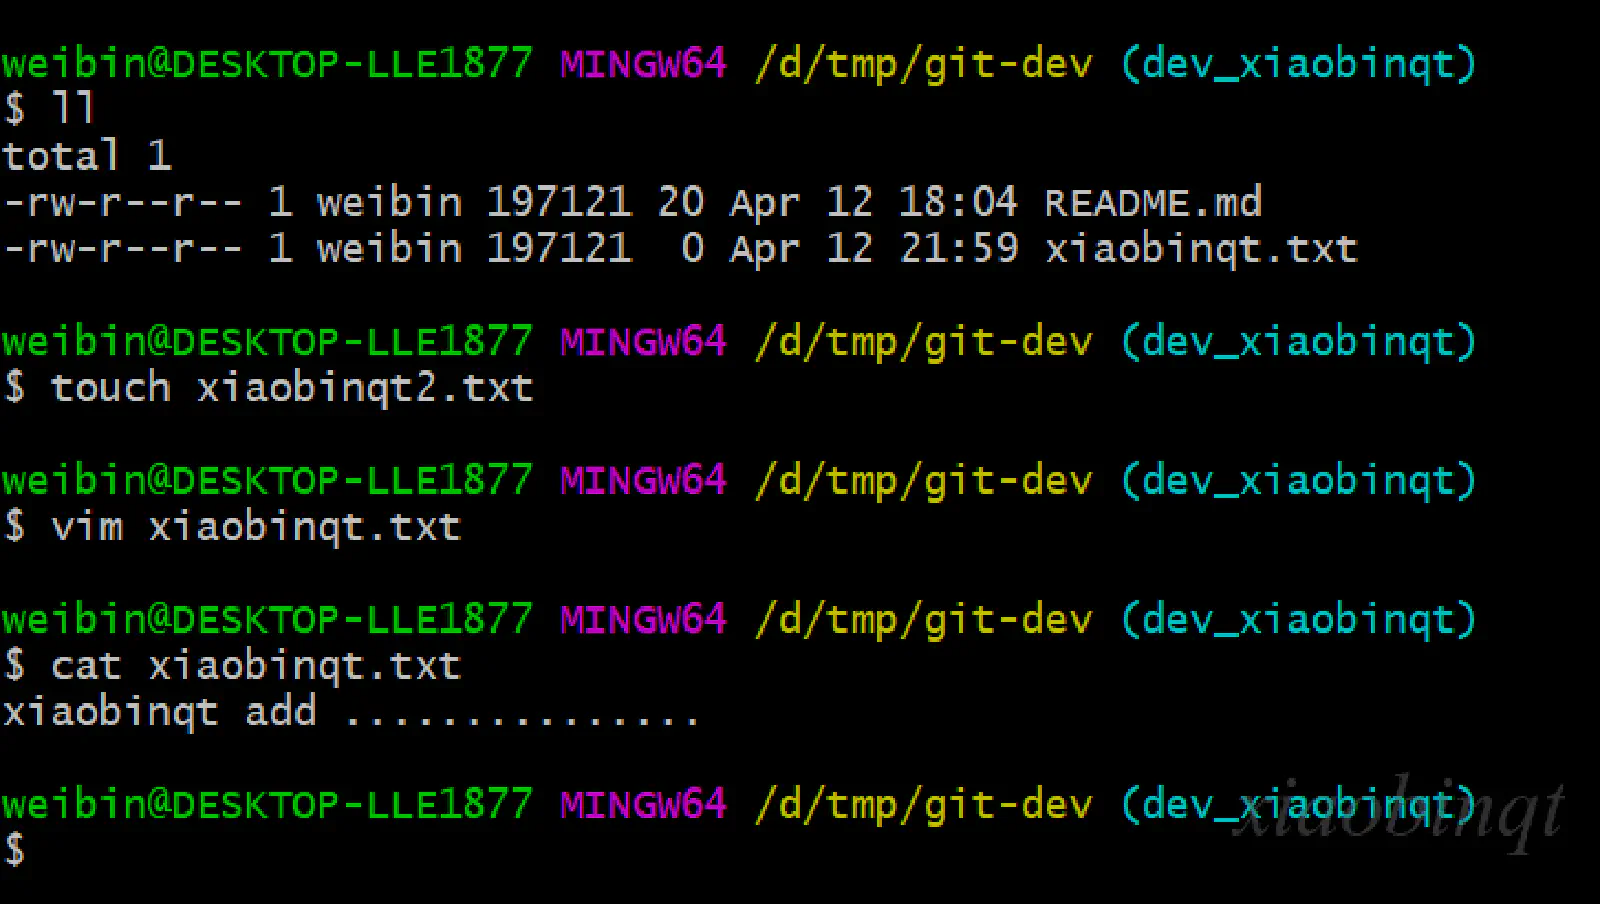 weibin@DESKTOP-LLE1877 MINGW64 /d/tmp/git-dev (dev_xiaobinqt)
$ ll
total 1
-rw-r--r-- 1 weibin 197121 20 Apr 12 18:04 README.md
-rw-r--r-- 1 weibin 197121  0 Apr 12 21:59 xiaobinqt.txt
weibin@DESKTOP-LLE1877 MINGW64 /d/tmp/git-dev (dev_xiaobinqt)
$ touch xiaobinqt2.txt
weibin@DESKTOP-LLE1877 MINGW64 /d/tmp/git-dev (dev_xiaobinqt)
$ vim xiaobinqt.txt
weibin@DESKTOP-LLE1877 MINGW64 /d/tmp/git-dev (dev_xiaobinqt)
$ cat xiaobinqt.txt
xiaobinqt add ...............
weibin@DESKTOP-LLE1877 MINGW64 /d/tmp/git-dev (dev_xiaobinqt)
$
xiaobinqt